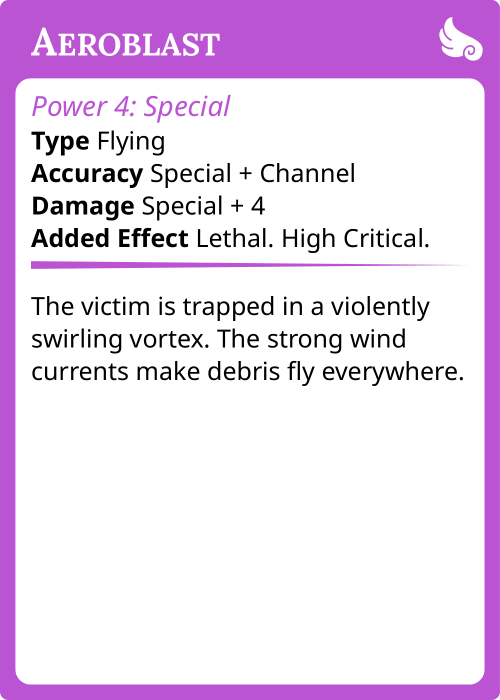 AEROBLAST
Power 4: Special
Type Flying
Accuracy Special + Channel
Damage Special + 4
Added Effect Lethal. High Critical.
The victim is trapped in a violently
swirling vortex. The strong wind
currents make debris fly everywhere.